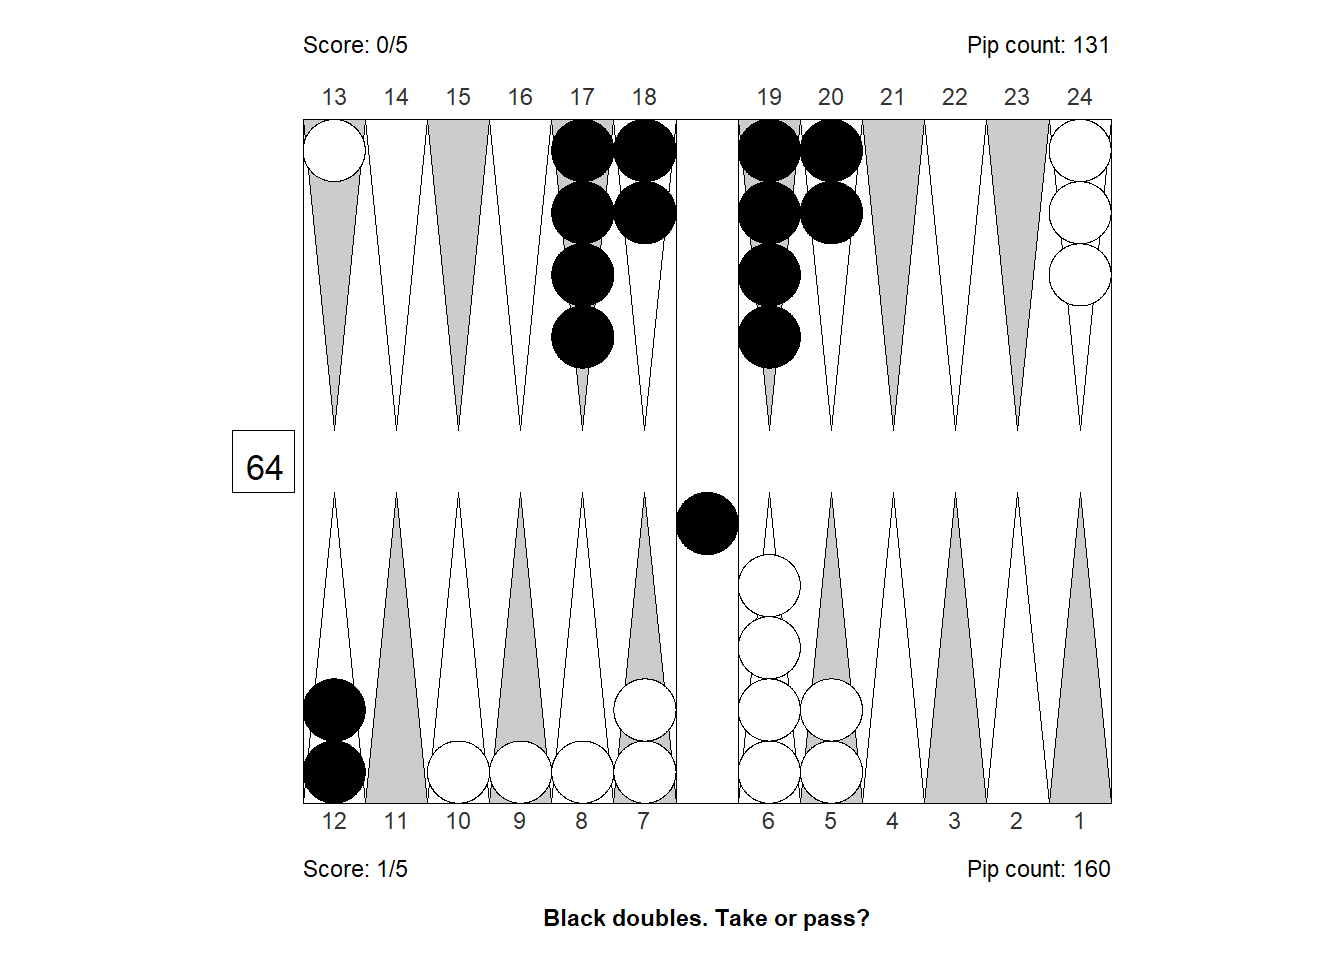 Score: 0/5 Pip count: 131
13 14 15 16 17 18 19 20 21 22 23 24
64
12 11 10 9 8 7 6 5 4 3 2 1
Score: 1/5 Pip count: 160
Black doubles. Take or pass?